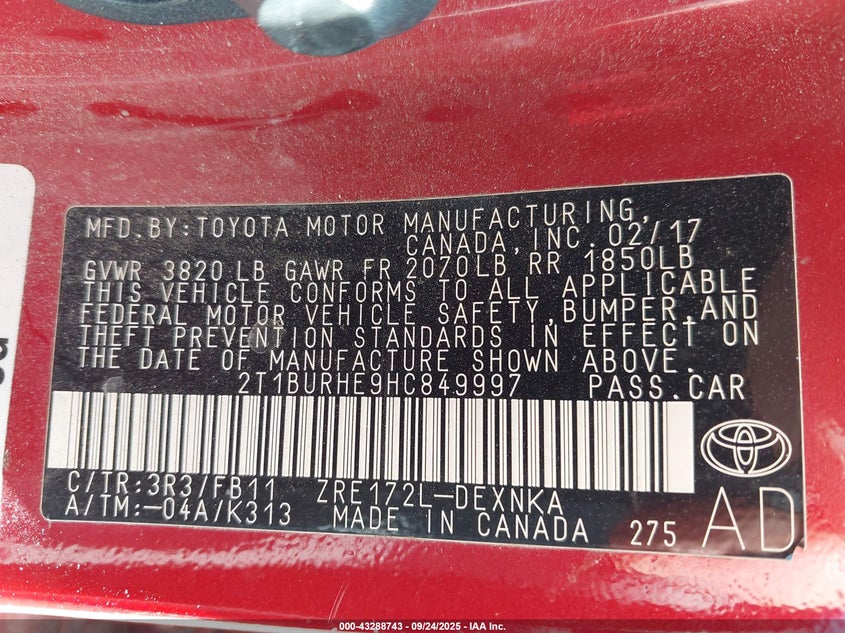 MFD.BY:TOYOTA MOTOR MANUFACTURING,
CANADA,INC.02/17
GVWR 3820 LB GAWR FR 2070LB RR 1850LB
THIS VEHICLE CONFORMS TO ALL APPLICABLE
FEDERAL MOTOR VEHICLE SAFETY,BUMPER,AND
THEFT PREVENTION STANDARDS IN EFFECT ON
THE DATE OF MANUFACTURE SHOWN ABOVE.
2T1BURHE9HC849997 PASS.CAR
C/TR:3R3/FB11 ZRE172L-DEXNKA
A/TM:-04A/K313 MADE IN CANADA 275 AD
000-43288743 - 09/24/2025 - IAA Inc.